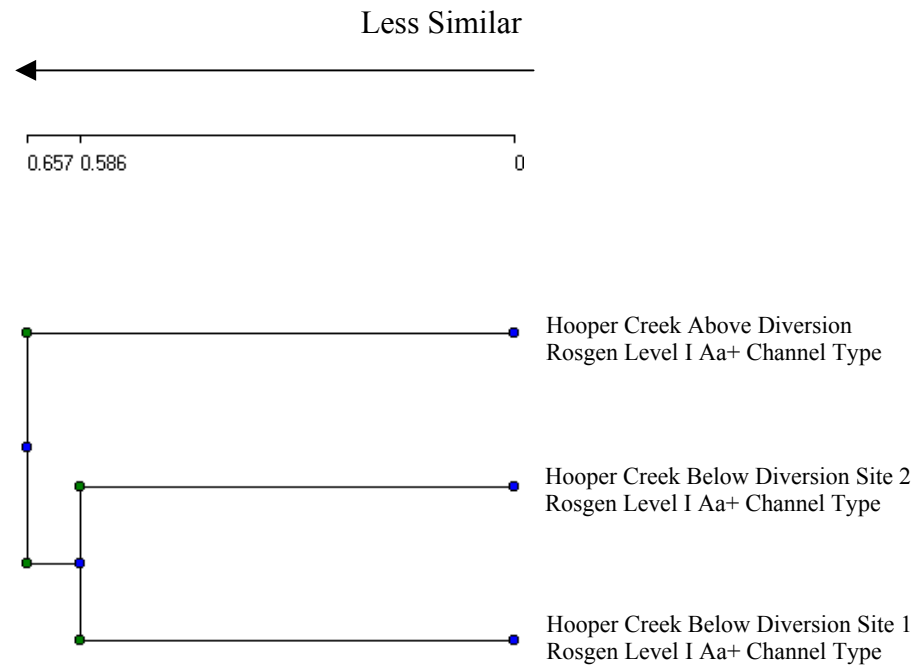 Less Similar
0.657 0.586 0
Hooper Creek Above Diversion
Rosgen Level I Aa+ Channel Type
Hooper Creek Below Diversion Site 2
Rosgen Level I Aa+ Channel Type
Hooper Creek Below Diversion Site 1
Rosgen Level I Aa+ Channel Type